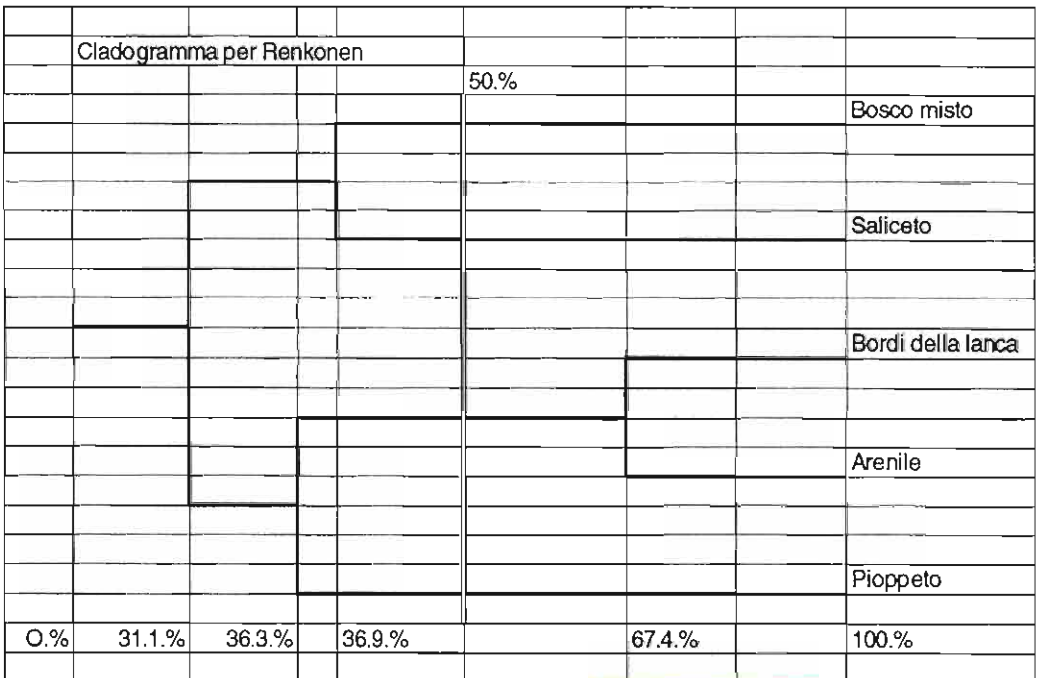 Cladogramma per Renkonen
50.%
Bosco misto
Saliceto
Bordi della lanca
Arenile
Pioppeto
O.% 31.1.% 36.3.% 36.9.% 67.4.% 100.%